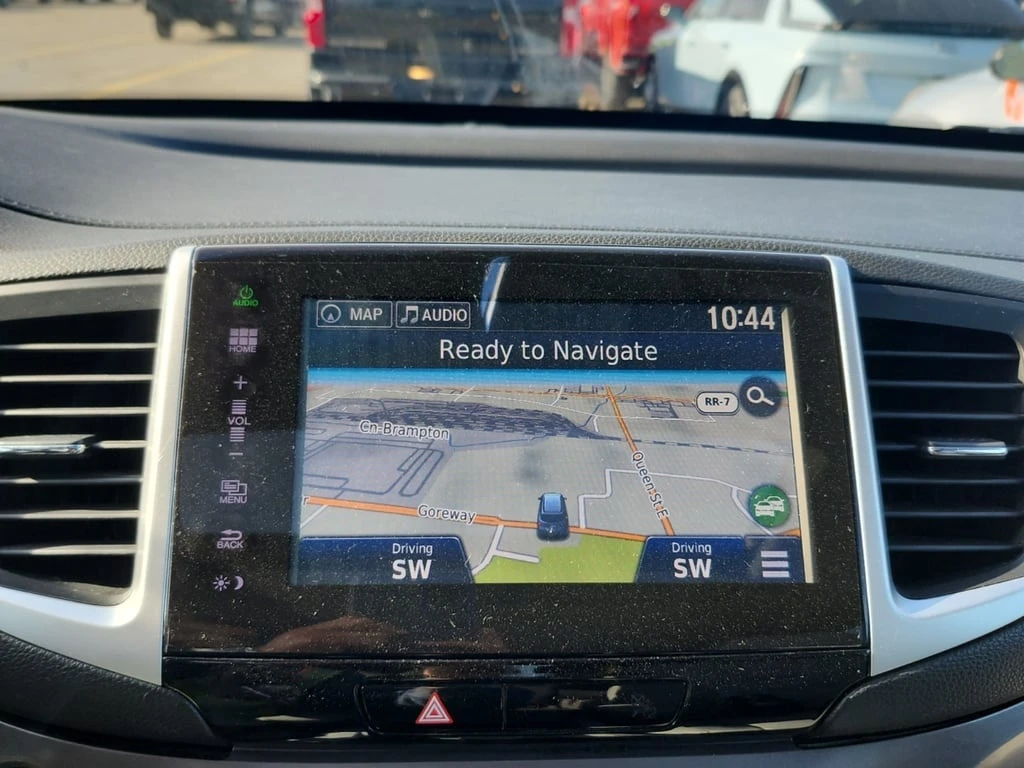 AUDIO
HOME
+
VOL
-
MENU
BACK
MAP
AUDIO
10:44
Ready to Navigate
RR-7
Cn-Brampton
Queen St E
Goreway
Driving
SW
Driving
SW